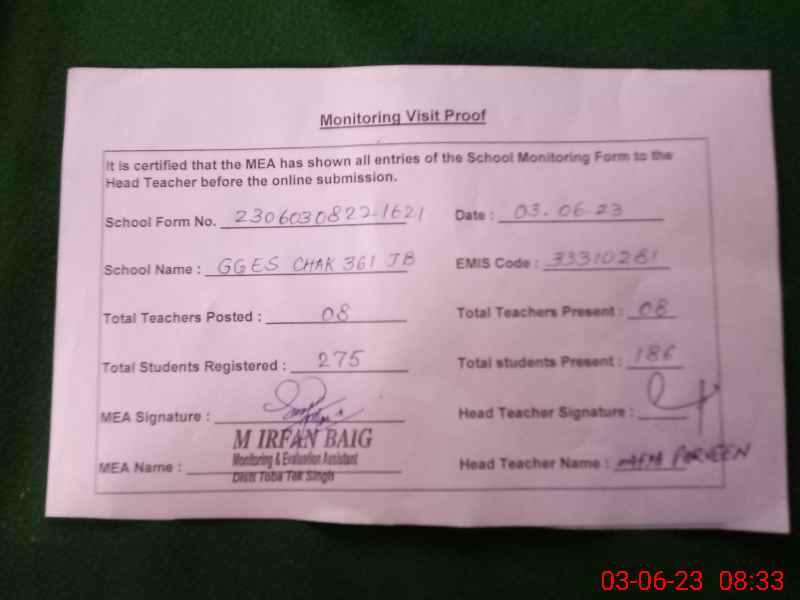 Monitoring Visit Proof
It is certified that the MEA has shown all entries of the School Monitoring Form to the
Head Teacher before the online submission.
School Form No. 2306030822-1621 Date : 03.06.23
School Name : GGES CHAK 361 JB EMIS Code : 33310281
Total Teachers Posted : 08 Total Teachers Present : 08
Total Students Registered : 275 Total students Present : 186
MEA Signature : Head Teacher Signature :
M IRFAN BAIG
Monitoring & Evaluation Assistant
MEA Name : Head Teacher Name : PARVEEN
Distt Toba Tek Singh
03-06-23 08:33